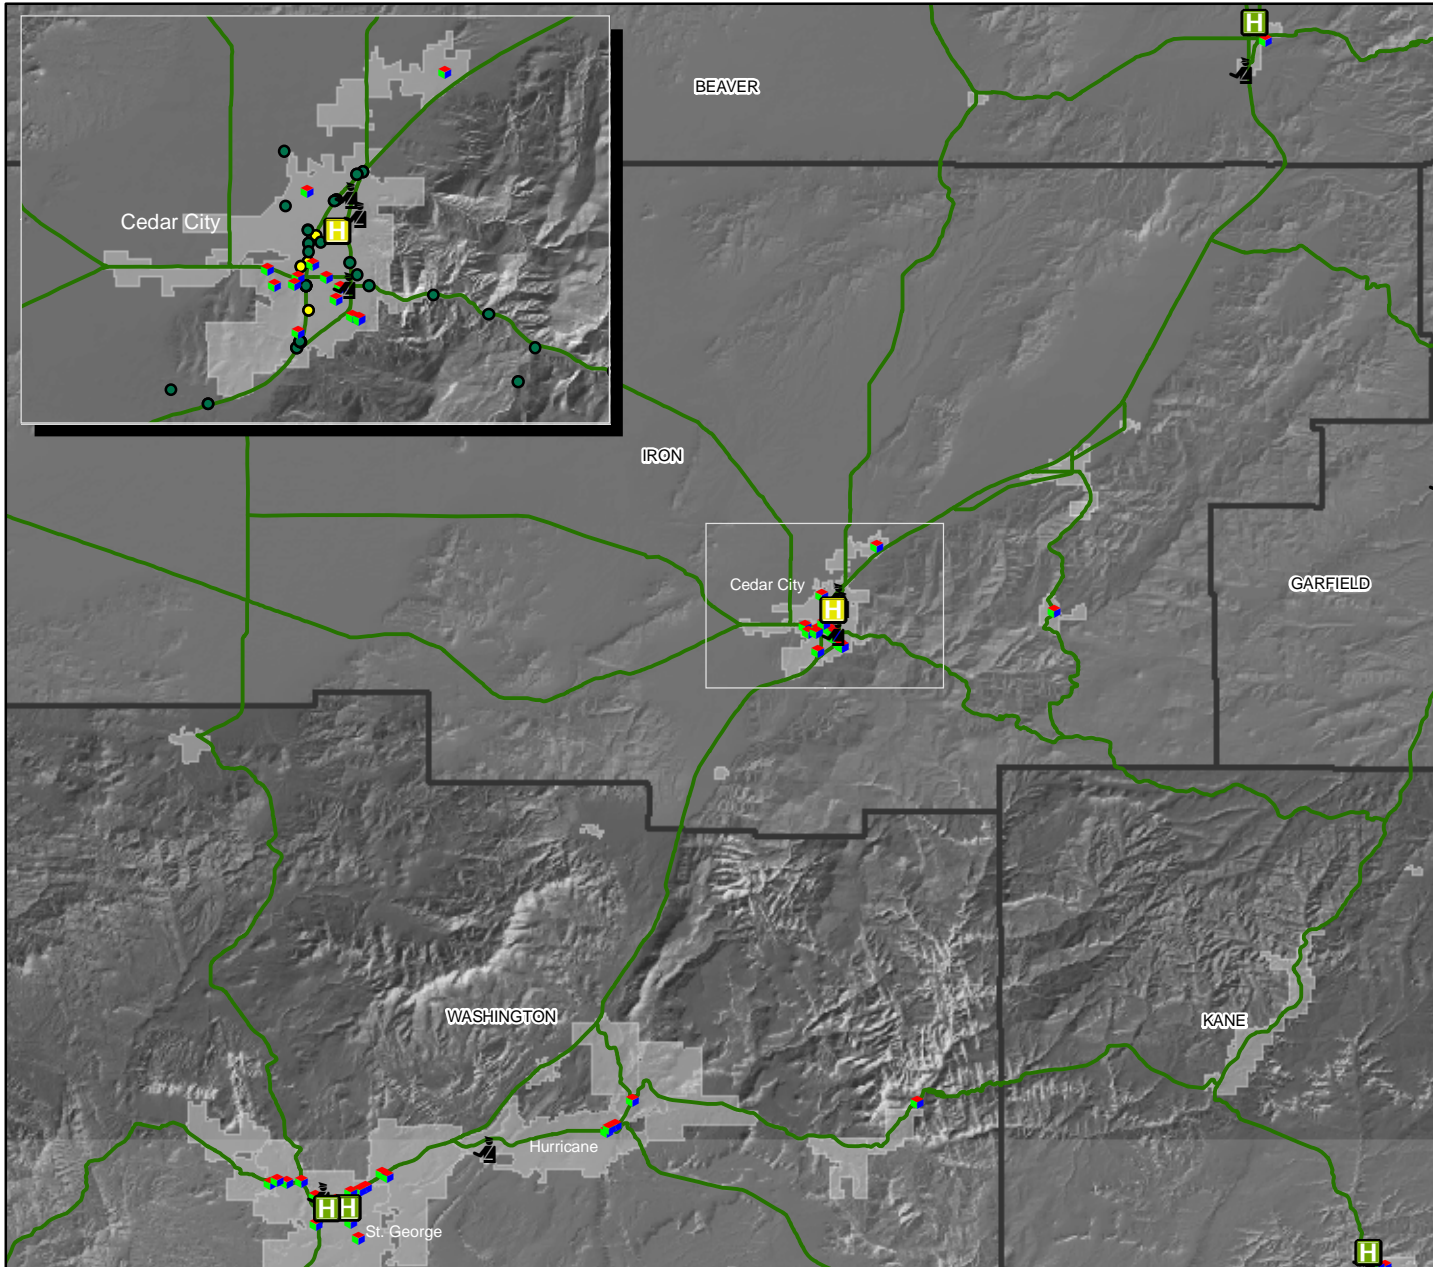 H
BEAVER
Cedar City
H
IRON
Cedar City
H
GARFIELD
WASHINGTON
KANE
Hurricane
H H
St. George
H